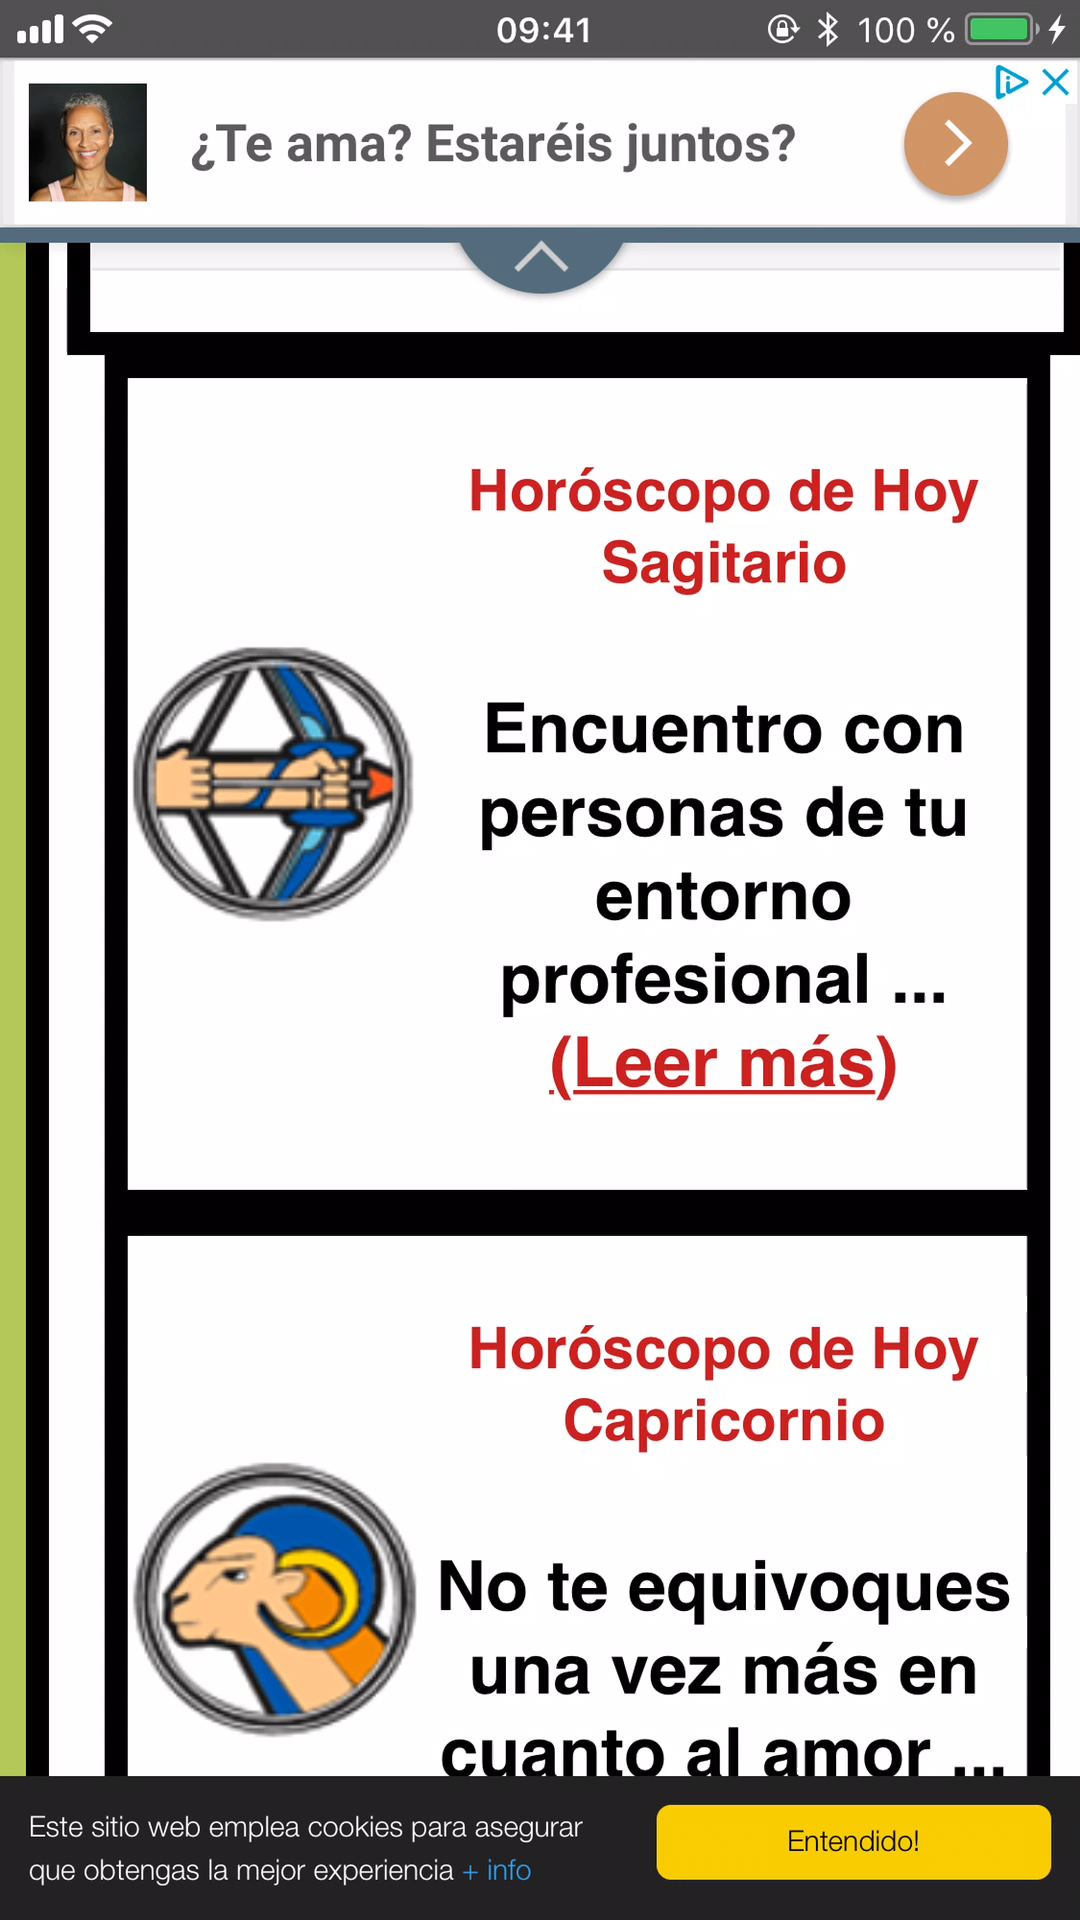 09:41
100 %
¿Te ama? Estaréis juntos?
Horóscopo de Hoy
Sagitario
Encuentro con
personas de tu
entorno
profesional ...
(Leer más)
Horóscopo de Hoy
Capricornio
No te equivoques
una vez más en
cuanto al amor ...
Este sitio web emplea cookies para asegurar
que obtengas la mejor experiencia + info
Entendido!